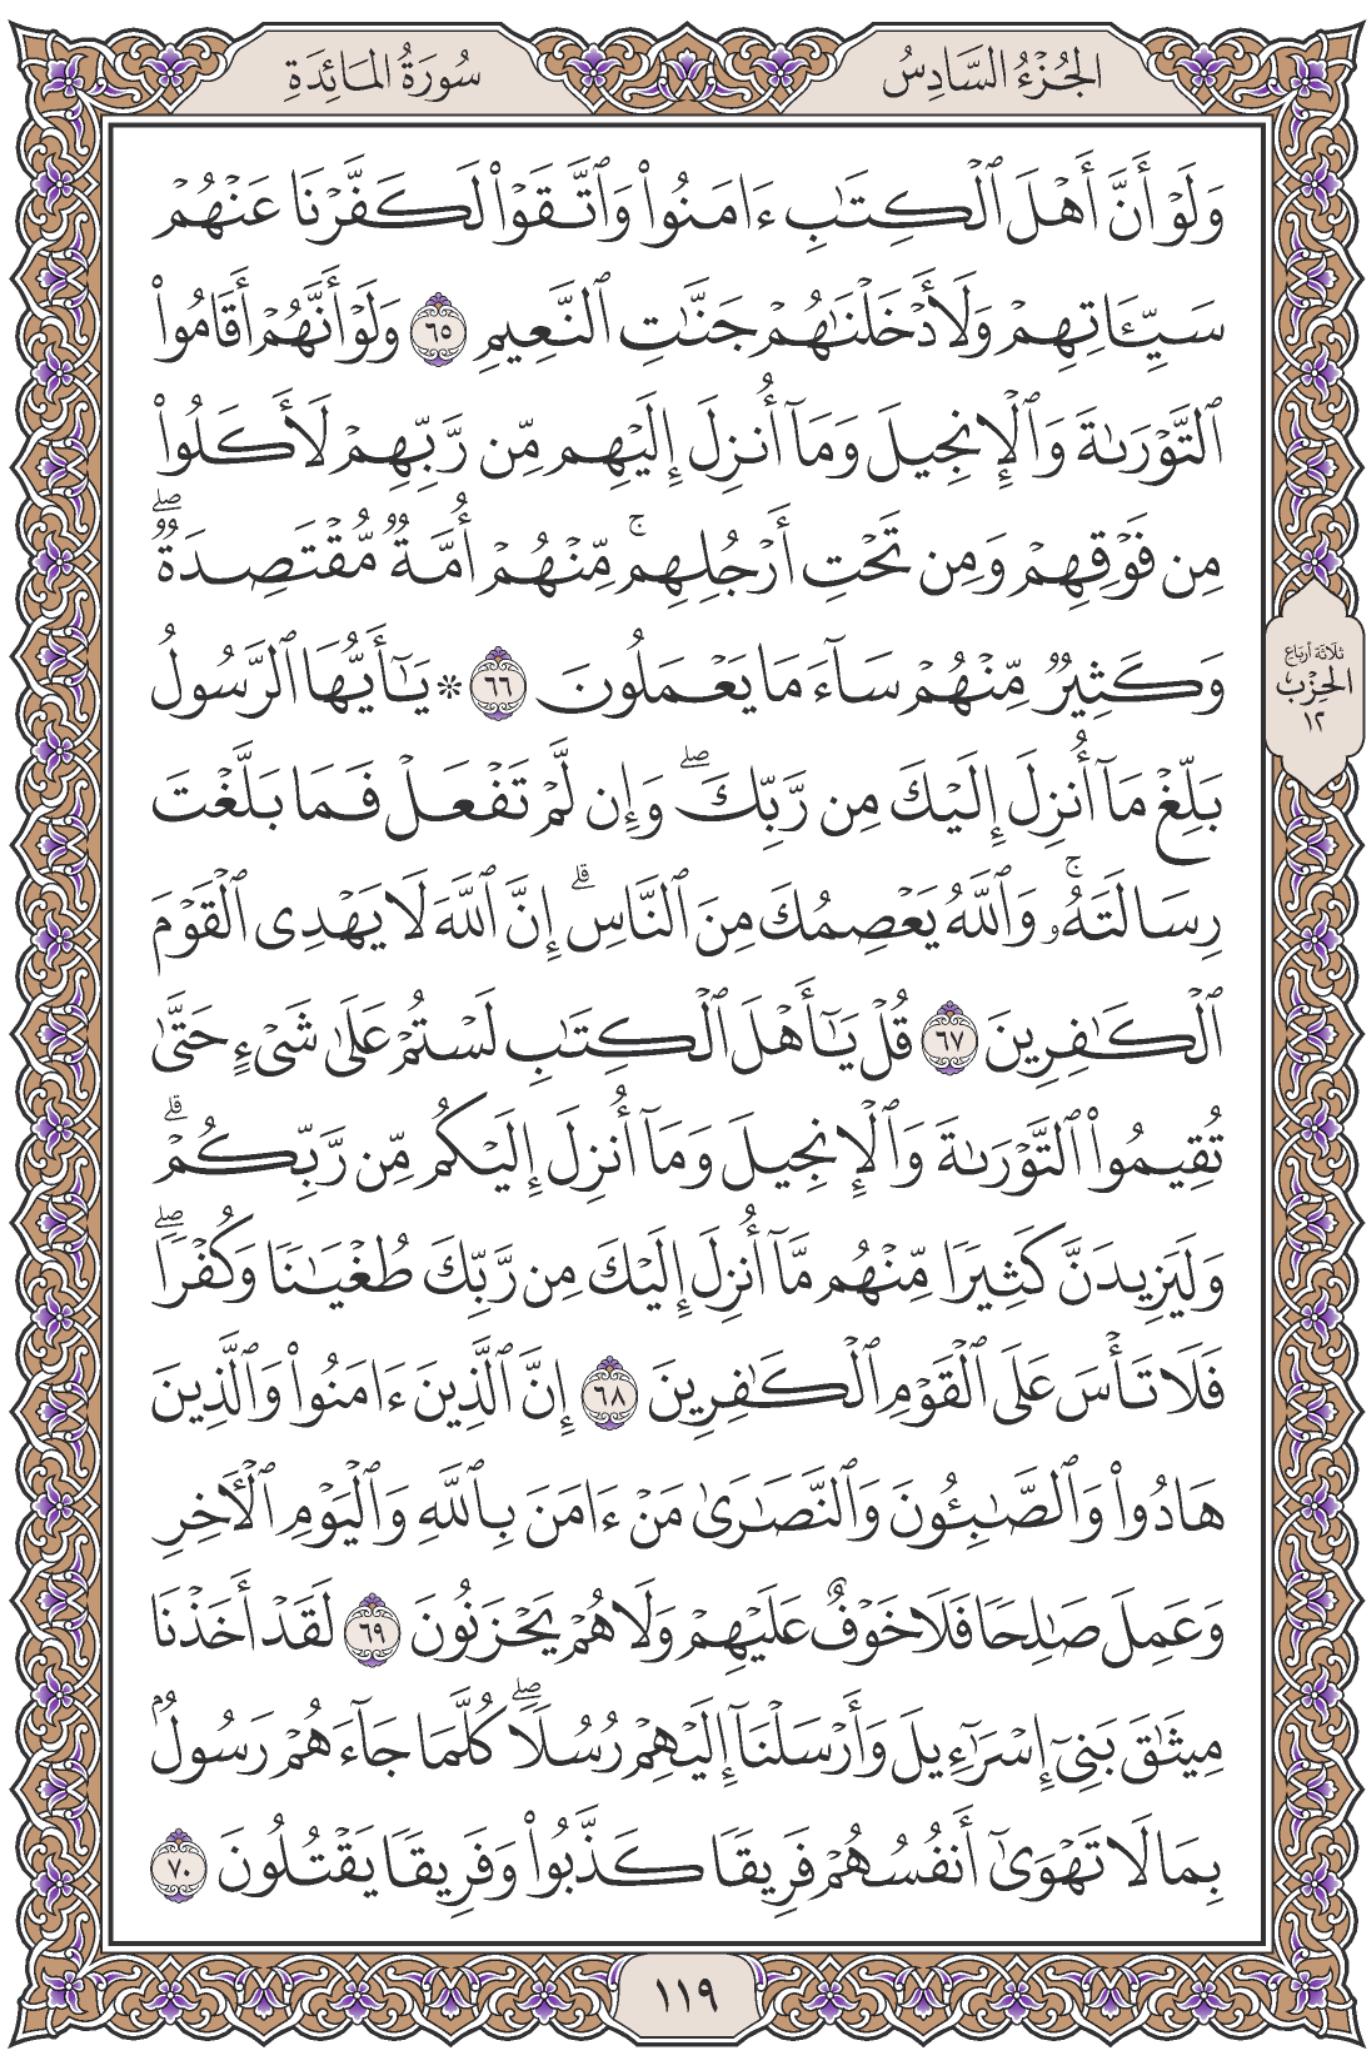 الجُزْءُ السَّادِسُ
سُورَةُ المَائِدَةِ
وَلَوْ أَنَّ أَهْلَ ٱلْكِتَـٰبِ ءَامَنُوا۟ وَٱتَّقَوْا۟ لَكَفَّرْنَا عَنْهُمْ
سَيِّـَٔاتِهِمْ وَلَأَدْخَلْنَـٰهُمْ جَنَّـٰتِ ٱلنَّعِيمِ ٦٥ وَلَوْ أَنَّهُمْ أَقَامُوا۟
ٱلتَّوْرَىٰةَ وَٱلْإِنجِيلَ وَمَآ أُنزِلَ إِلَيْهِم مِّن رَّبِّهِمْ لَأَكَلُوا۟
مِن فَوْقِهِمْ وَمِن تَحْتِ أَرْجُلِهِم ۚ مِّنْهُمْ أُمَّةٌ مُّقْتَصِدَةٌ ۖ
وَكَثِيرٌ مِّنْهُمْ سَآءَ مَا يَعْمَلُونَ ٦٦ ۞ يَـٰٓأَيُّهَا ٱلرَّسُولُ
بَلِّغْ مَآ أُنزِلَ إِلَيْكَ مِن رَّبِّكَ ۖ وَإِن لَّمْ تَفْعَلْ فَمَا بَلَّغْتَ
رِسَالَتَهُۥ ۚ وَٱللَّهُ يَعْصِمُكَ مِنَ ٱلنَّاسِ ۗ إِنَّ ٱللَّهَ لَا يَهْدِى ٱلْقَوْمَ
ٱلْكَـٰفِرِينَ ٦٧ قُلْ يَـٰٓأَهْلَ ٱلْكِتَـٰبِ لَسْتُمْ عَلَىٰ شَىْءٍ حَتَّىٰ
تُقِيمُوا۟ ٱلتَّوْرَىٰةَ وَٱلْإِنجِيلَ وَمَآ أُنزِلَ إِلَيْكُم مِّن رَّبِّكُمْ ۗ
وَلَيَزِيدَنَّ كَثِيرًا مِّنْهُم مَّآ أُنزِلَ إِلَيْكَ مِن رَّبِّكَ طُغْيَـٰنًا وَكُفْرًا ۖ
فَلَا تَأْسَ عَلَى ٱلْقَوْمِ ٱلْكَـٰفِرِينَ ٦٨ إِنَّ ٱلَّذِينَ ءَامَنُوا۟ وَٱلَّذِينَ
هَادُوا۟ وَٱلصَّـٰبِـُٔونَ وَٱلنَّصَـٰرَىٰ مَنْ ءَامَنَ بِٱللَّهِ وَٱلْيَوْمِ ٱلْـَٔاخِرِ
وَعَمِلَ صَـٰلِحًا فَلَا خَوْفٌ عَلَيْهِمْ وَلَا هُمْ يَحْزَنُونَ ٦٩ لَقَدْ أَخَذْنَا
مِيثَـٰقَ بَنِىٓ إِسْرَٰٓءِيلَ وَأَرْسَلْنَآ إِلَيْهِمْ رُسُلًا ۖ كُلَّمَا جَآءَهُمْ رَسُولٌۢ
بِمَا لَا تَهْوَىٰٓ أَنفُسُهُمْ فَرِيقًا كَذَّبُوا۟ وَفَرِيقًا يَقْتُلُونَ ٧٠
ثلاثة أرباع
الحِزْب
١٢
١١٩